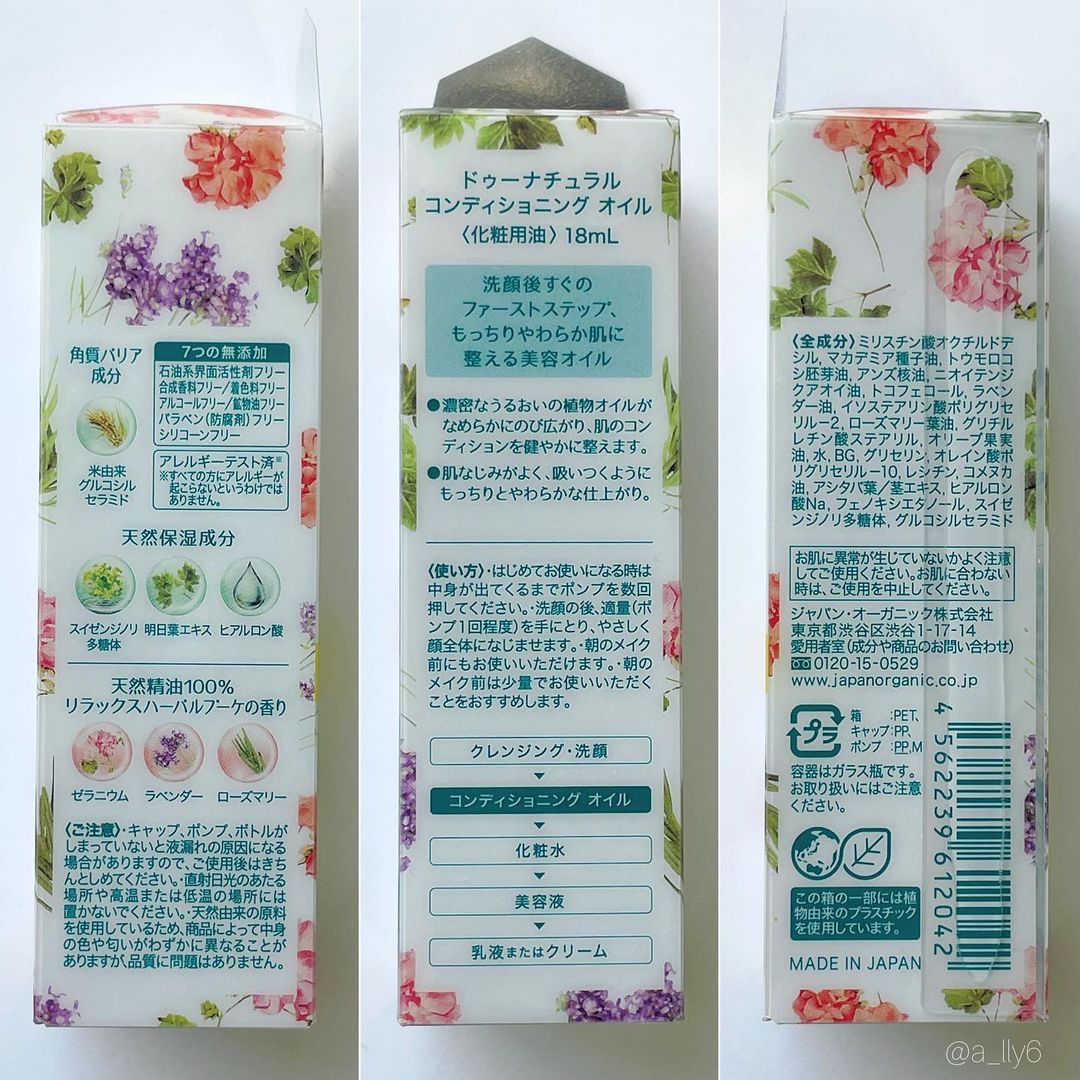 角質バリア
成分
米由来
グルコシル
セラミド
7つの無添加
石油系界面活性剤フリー
合成香料フリー/着色料フリー
アルコールフリー/鉱物油フリー
パラベン(防腐剤)フリー
シリコーンフリー
アレルギーテスト済※
※すべての方にアレルギーが
起こらないというわけでは
ありません。
天然保湿成分
スイゼンジノリ
多糖体
明日葉エキス
ヒアルロン酸
天然精油100%
リラックスハーバルブーケの香り
ゼラニウム
ラベンダー
ローズマリー
〈ご注意〉・キャップ、ポンプ、ボトルが
しまっていないと液漏れの原因になる
場合がありますので、ご使用後はきち
んとしめてください。・直射日光のあたる
場所や高温または低温の場所には
置かないでください。・天然由来の原料
を使用しているため、商品によって中身
の色や匂いがわずかに異なることが
ありますが、品質に問題はありません。
ドゥーナチュラル
コンディショニング オイル
〈化粧用油〉18mL
洗顔後すぐの
ファーストステップ、
もっちりやわらか肌に
整える美容オイル
●濃密なうるおいの植物オイルが
なめらかにのび広がり、肌のコン
ディションを健やかに整えます。
●肌なじみがよく、吸いつくように
もっちりとやわらかな仕上がり。
〈使い方〉・はじめてお使いになる時は
中身が出てくるまでポンプを数回
押してください。・洗顔の後、適量(ポ
ンプ1回程度)を手にとり、やさしく
顔全体になじませます。・朝のメイク
前にもお使いいただけます。・朝の
メイク前は少量でお使いいただく
ことをおすすめします。
クレンジング・洗顔
コンディショニング オイル
化粧水
美容液
乳液またはクリーム
〈全成分〉ミリスチン酸オクチルドデ
シル, マカデミア種子油, トウモロコ
シ胚芽油, アンズ核油, ニオイテンジ
クアオイ油, トコフェロール, ラベン
ダー油, イソステアリン酸ポリグリセ
リル-2, ローズマリー葉油, グリチル
レチン酸ステアリル, オリーブ果実
油, 水, BG, グリセリン, オレイン酸ポ
リグリセリル-10, レシチン, コメヌカ
油, アシタバ葉/茎エキス, ヒアルロン
酸Na, フェノキシエタノール, スイゼ
ンジノリ多糖体, グルコシルセラミド
お肌に異常が生じていないかよく注意
してご使用ください。お肌に合わない
時は、ご使用を中止してください。
ジャパン・オーガニック株式会社
東京都渋谷区渋谷1-17-14
愛用者室(成分や商品のお問い合わせ)
0120-15-0529
www.japanorganic.co.jp
プラ
箱 :PET,
キャップ:PP,
ポンプ :PP,M
容器はガラス瓶です。
お取り扱いにはご注意
ください。
この箱の一部には植
物由来のプラスチック
を使用しています。
MADE IN JAPAN
4 562239 612042
@a_lly6